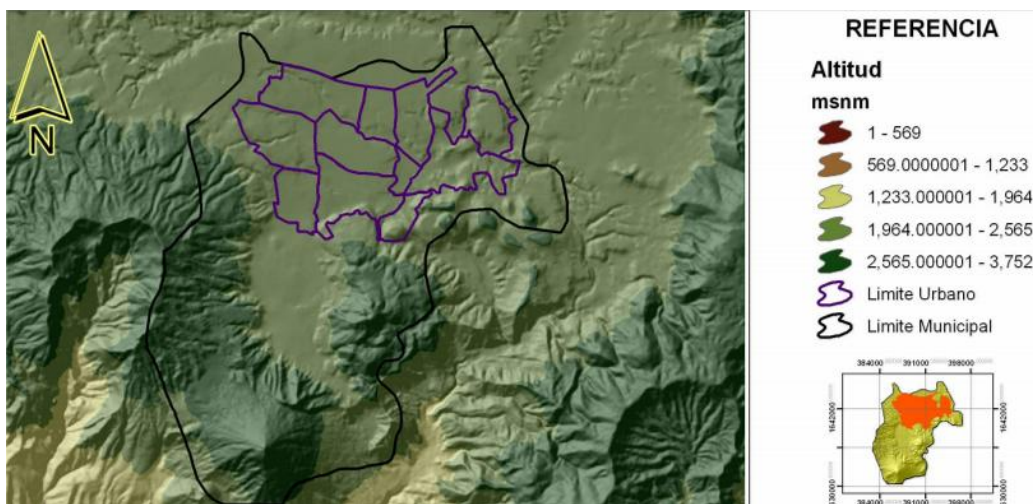 N
REFERENCIA
Altitud
msnm
1 - 569
569.0000001 - 1,233
1,233.000001 - 1,964
1,964.000001 - 2,565
2,565.000001 - 3,752
Limite Urbano
Limite Municipal
384000 391000 398000
1642000 1642000
384000 391000 398000